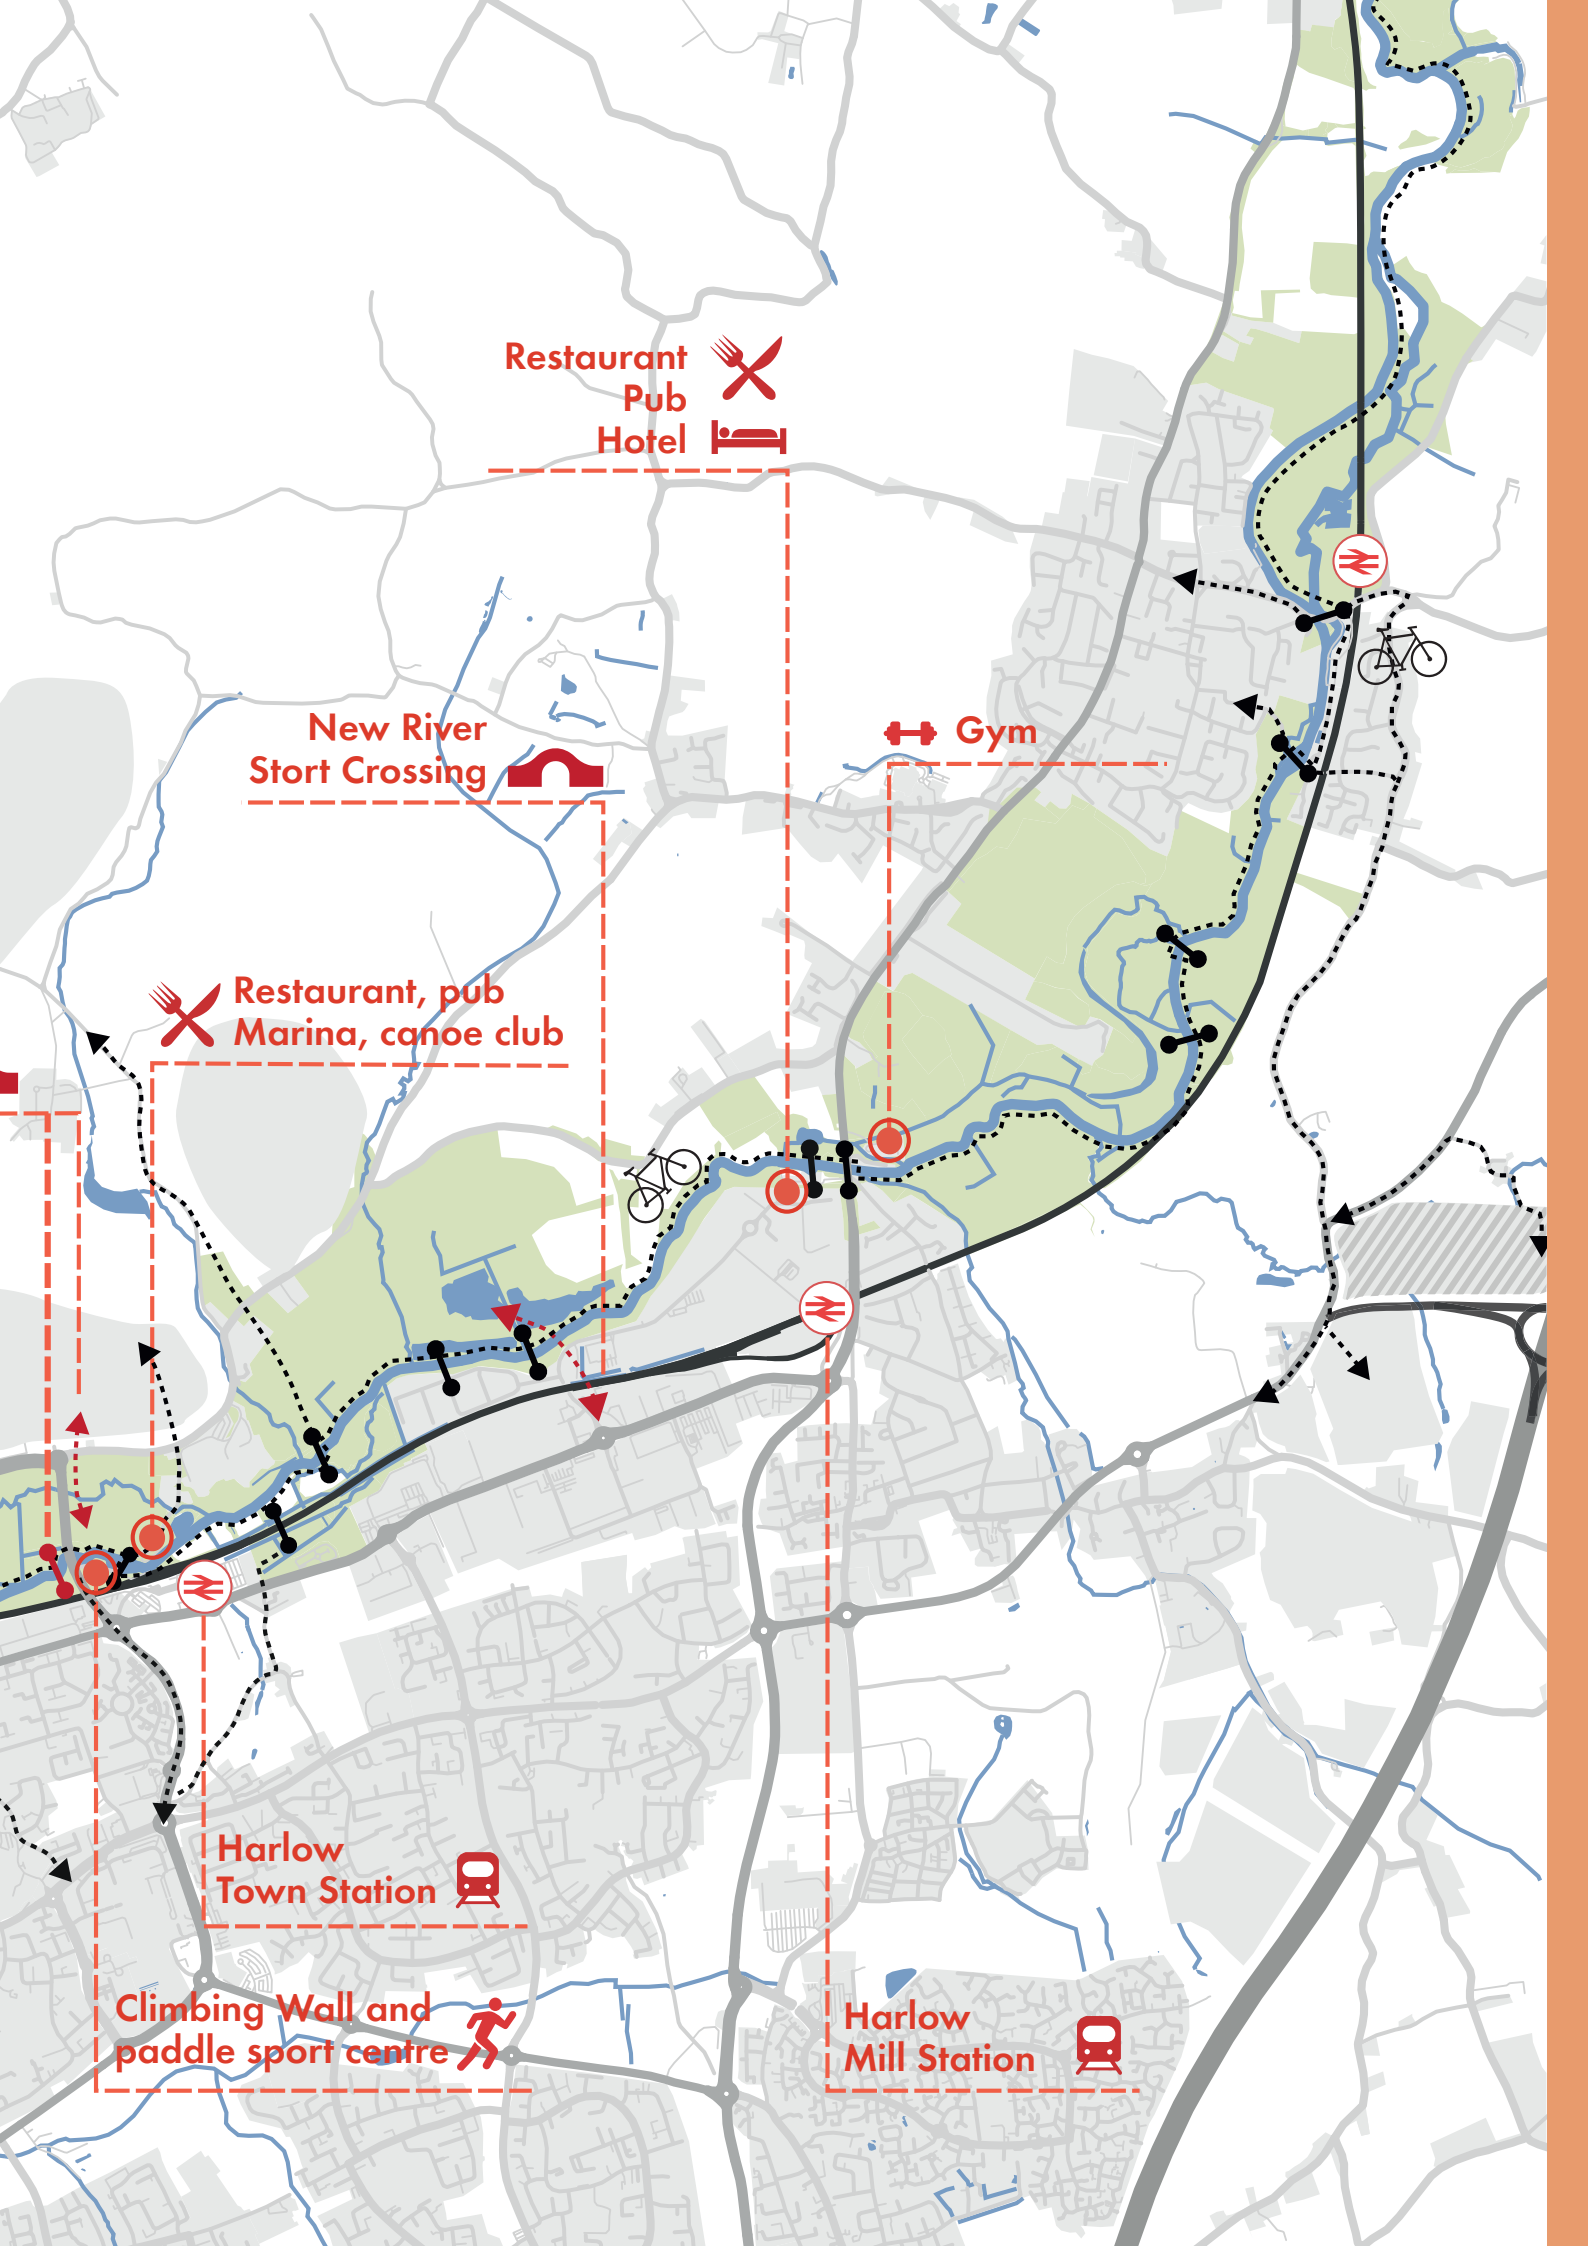 Restaurant
Pub
Hotel
New River
Stort Crossing
Gym
Restaurant, pub
Marina, canoe club
Harlow
Town Station
Climbing Wall and
paddle sport centre
Harlow
Mill Station